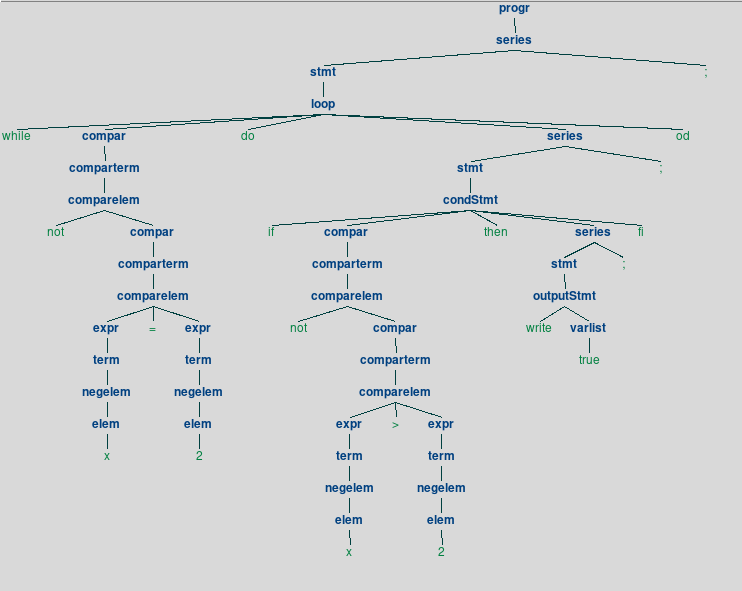 progr
series
stmt ;
loop
while compar do series od
comparterm stmt ;
comparelem condStmt
not compar if compar then series fi
comparterm comparterm stmt ;
comparelem comparelem outputStmt
expr = expr not compar write varlist
term term comparterm true
negelem negelem comparelem
elem elem expr > expr
x 2 term term
negelem negelem
elem elem
x 2